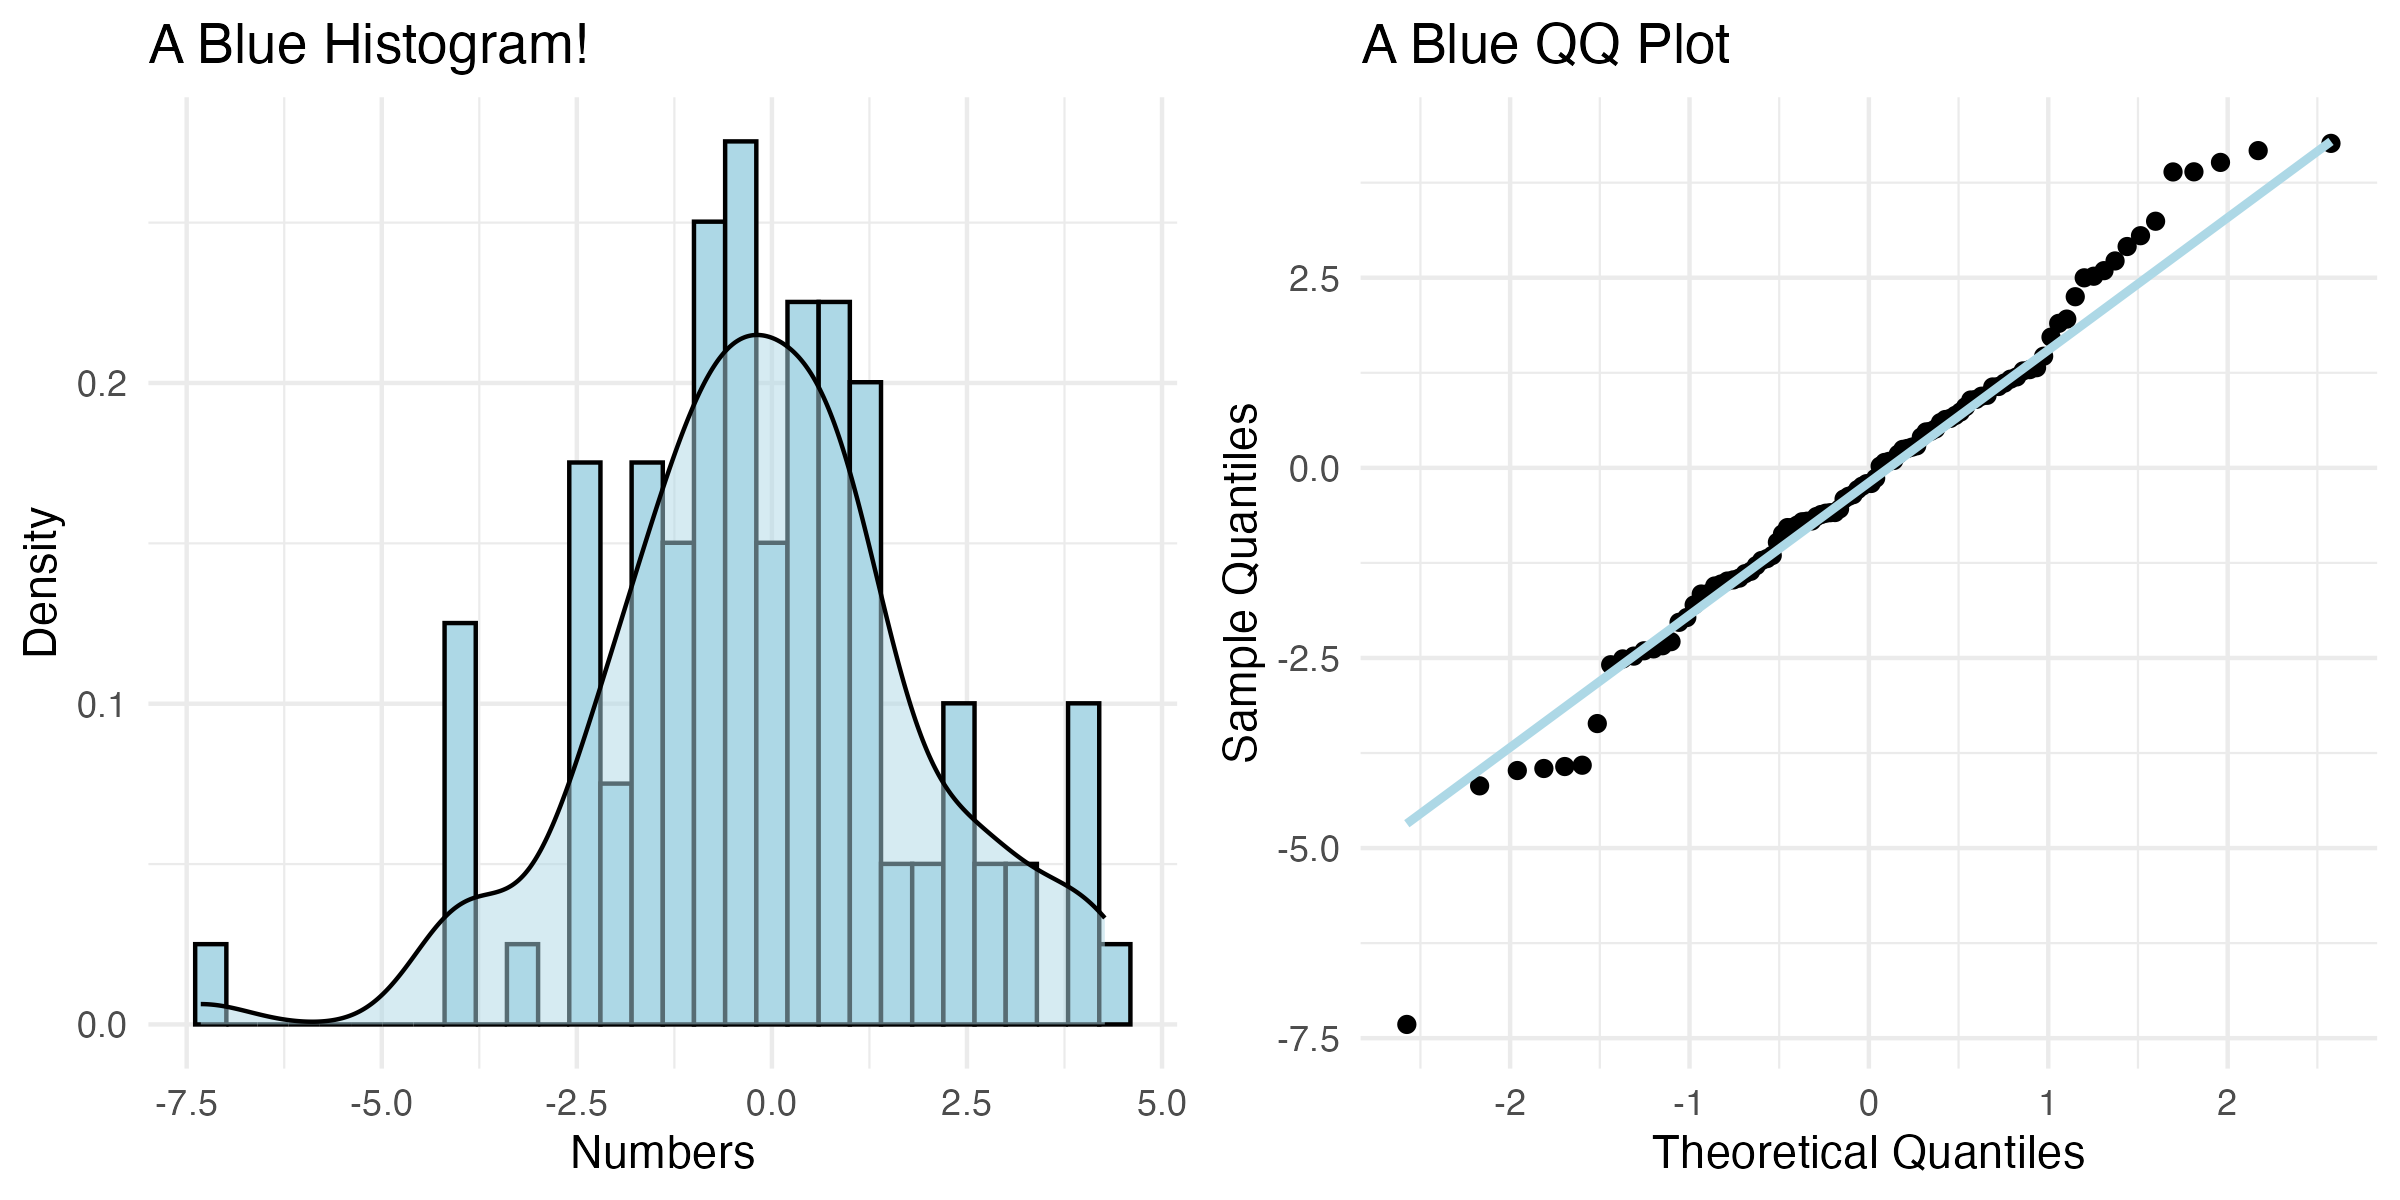 A Blue Histogram!
Density
0.2
0.1
0.0
-7.5 -5.0 -2.5 0.0 2.5 5.0
Numbers
A Blue QQ Plot
Sample Quantiles
2.5
0.0
-2.5
-5.0
-7.5
-2 -1 0 1 2
Theoretical Quantiles